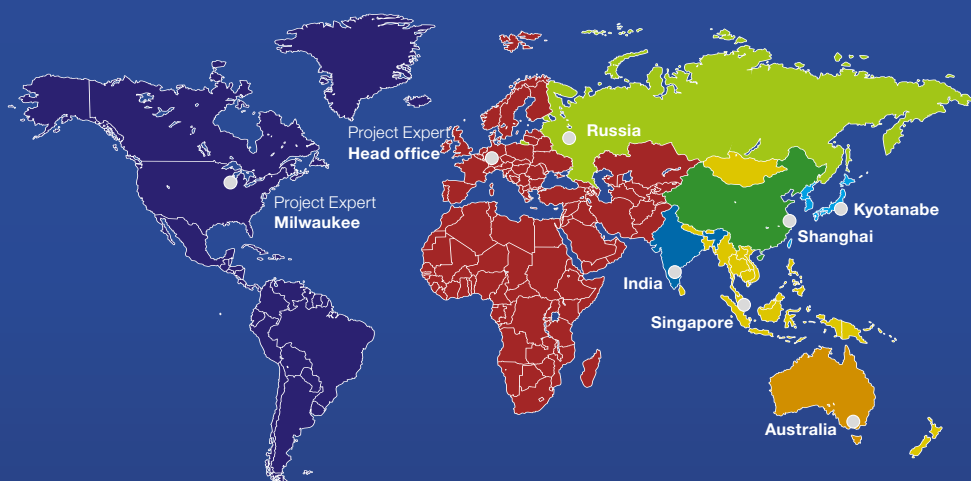 Project Expert
Head office
Russia
Project Expert
Milwaukee
Kyotanabe
Shanghai
India
Singapore
Australia